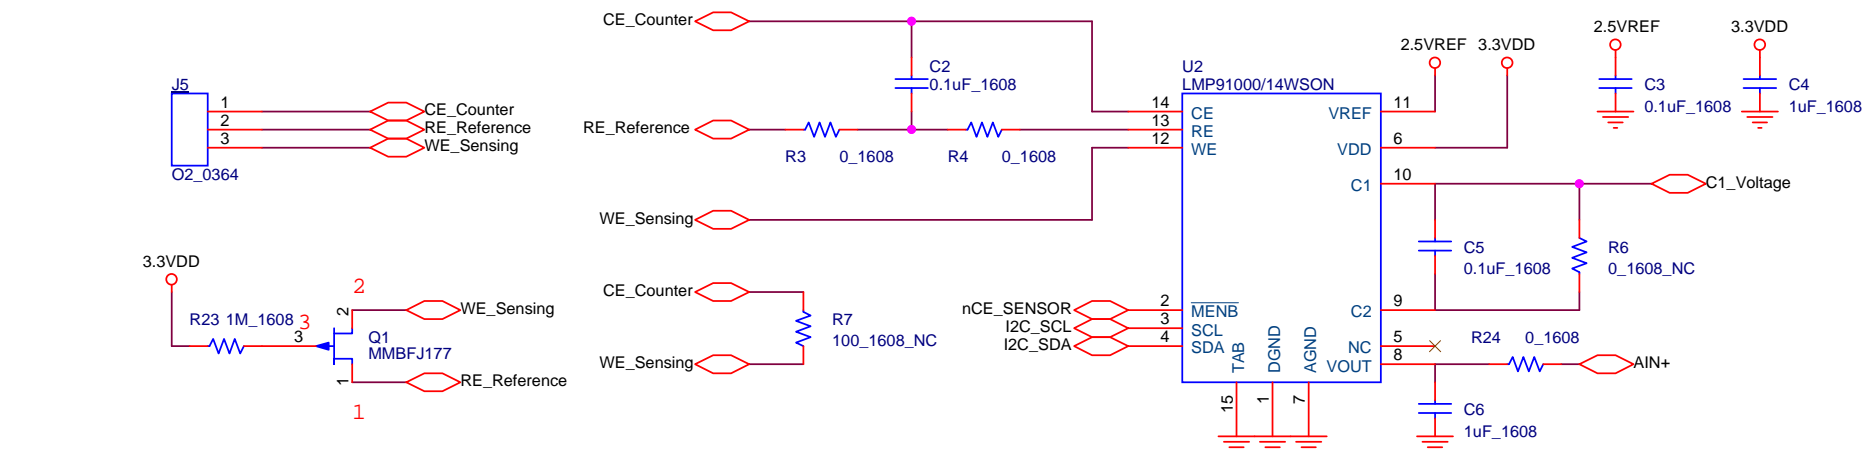 J5
1
CE_Counter
2
RE_Reference
3
WE_Sensing
O2_0364
3.3VDD
R23 1M_1608
3
3
2
2
WE_Sensing
Q1
MMBFJ177
1
RE_Reference
1
CE_Counter
C2
0.1uF_1608
RE_Reference
R3
0_1608
R4
0_1608
WE_Sensing
CE_Counter
R7
100_1608_NC
WE_Sensing
U2
LMP91000/14WSON
14
CE
13
RE
12
WE
nCE_SENSOR
2
MENB
I2C_SCL
3
SCL
I2C_SDA
4
SDA
TAB
DGND
AGND
15
1
7
VREF
11
VDD
6
C1
10
C2
9
NC
5
VOUT
8
2.5VREF
3.3VDD
C1_Voltage
C5
0.1uF_1608
R6
0_1608_NC
R24
0_1608
AIN+
C6
1uF_1608
2.5VREF
C3
0.1uF_1608
3.3VDD
C4
1uF_1608